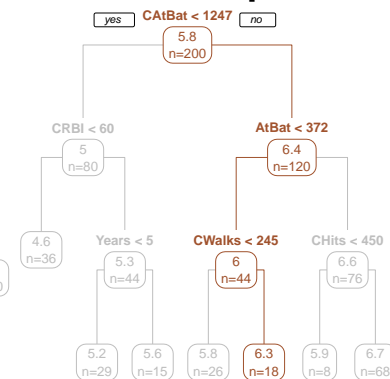 CAtBat < 1247
yes
no
5.8
n=200
CRBI < 60
AtBat < 372
5
n=80
6.4
n=120
4.6
n=36
Years < 5
CWalks < 245
CHits < 450
5.3
n=44
6
n=44
6.6
n=76
5.2
n=29
5.6
n=15
5.8
n=26
6.3
n=18
5.9
n=8
6.7
n=68